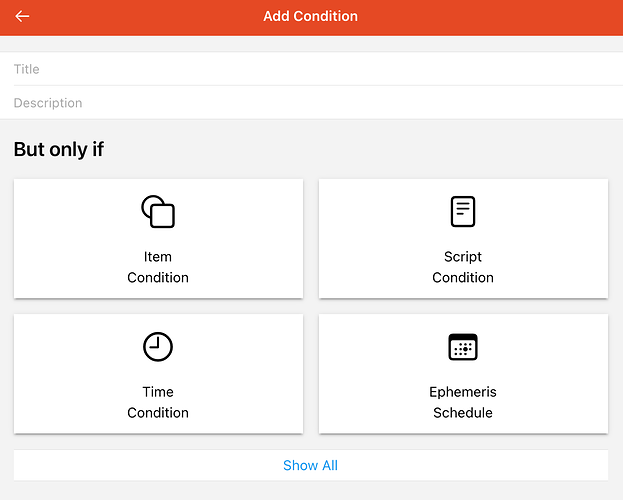 Add Condition
Title
Description
But only if
Item
Condition
Script
Condition
Time
Condition
Ephemeris
Schedule
Show All